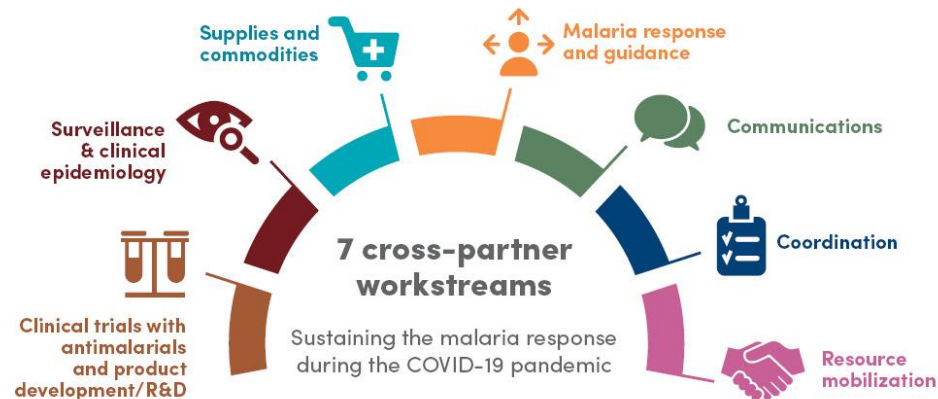 Supplies and
commodities
Malaria response
and guidance
Surveillance
& clinical
epidemiology
Communications
7 cross-partner
workstreams
Coordination
Clinical trials with
antimalarials
and product
development/R&D
Sustaining the malaria response
during the COVID-19 pandemic
Resource
mobilization